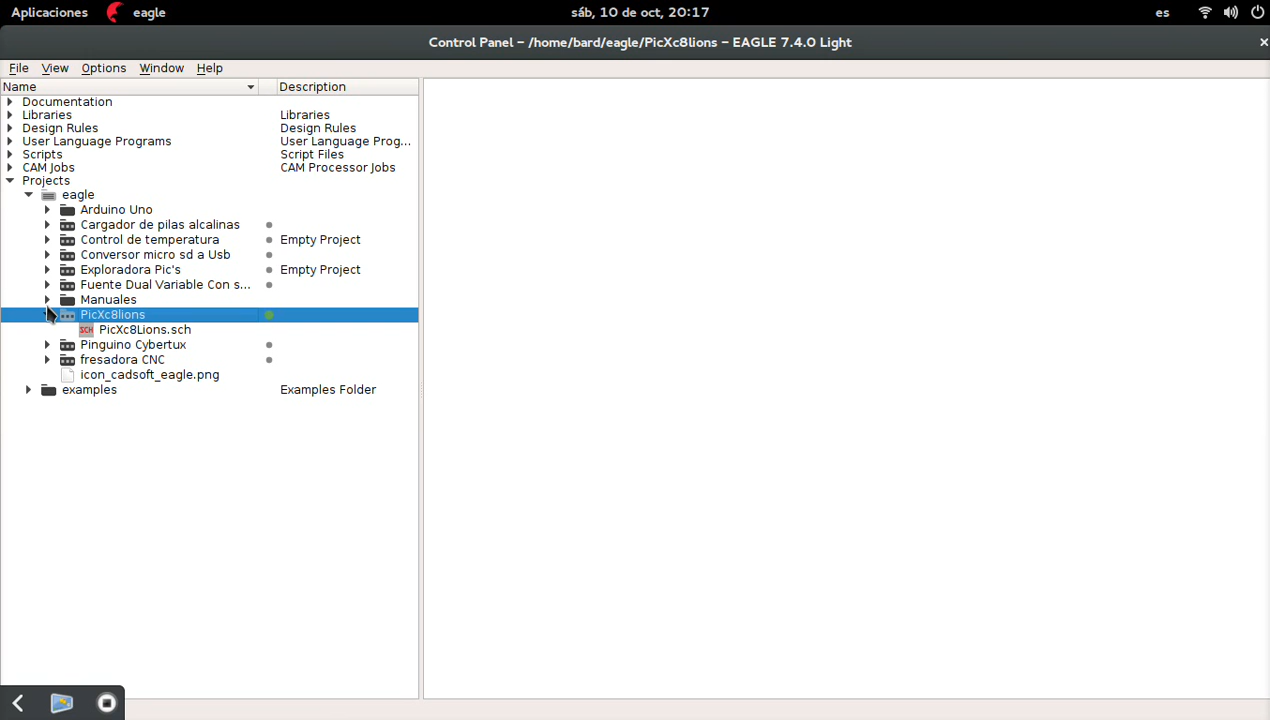 Aplicaciones eagle sáb, 10 de oct, 20:17 es
Control Panel – /home/bard/eagle/PicXc8lions – EAGLE 7.4.0 Light
File View Options Window Help
Name Description
Documentation
Libraries Libraries
Design Rules Design Rules
User Language Programs User Language Prog...
Scripts Script Files
CAM Jobs CAM Processor Jobs
Projects
eagle
Arduino Uno
Cargador de pilas alcalinas
Control de temperatura Empty Project
Conversor micro sd a Usb
Exploradora Pic's Empty Project
Fuente Dual Variable Con s...
Manuales
PicXc8lions
SCH PicXc8Lions.sch
Pinguino Cybertux
fresadora CNC
icon_cadsoft_eagle.png
examples Examples Folder